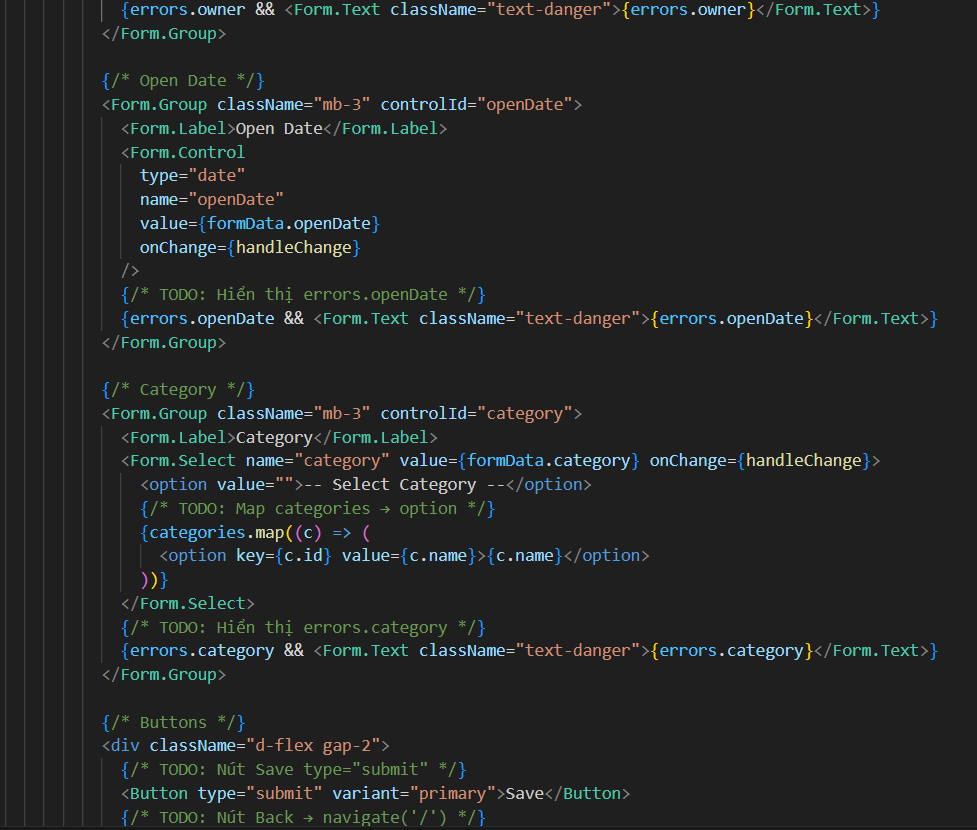 {errors.owner && <Form.Text className="text-danger">{errors.owner}</Form.Text>}
</Form.Group>
{/* Open Date */}
<Form.Group className="mb-3" controlId="openDate">
<Form.Label>Open Date</Form.Label>
<Form.Control
type="date"
name="openDate"
value={formData.openDate}
onChange={handleChange}
/>
{/* TODO: Hiển thị errors.openDate */}
{errors.openDate && <Form.Text className="text-danger">{errors.openDate}</Form.Text>}
</Form.Group>
{/* Category */}
<Form.Group className="mb-3" controlId="category">
<Form.Label>Category</Form.Label>
<Form.Select name="category" value={formData.category} onChange={handleChange}>
<option value="">-- Select Category --</option>
{/* TODO: Map categories → option */}
{categories.map((c) => (
<option key={c.id} value={c.name}>{c.name}</option>
))}
</Form.Select>
{/* TODO: Hiển thị errors.category */}
{errors.category && <Form.Text className="text-danger">{errors.category}</Form.Text>}
</Form.Group>
{/* Buttons */}
<div className="d-flex gap-2">
{/* TODO: Nút Save type="submit" */}
<Button type="submit" variant="primary">Save</Button>
{/* TODO: Nút Back → navigate('/') */}